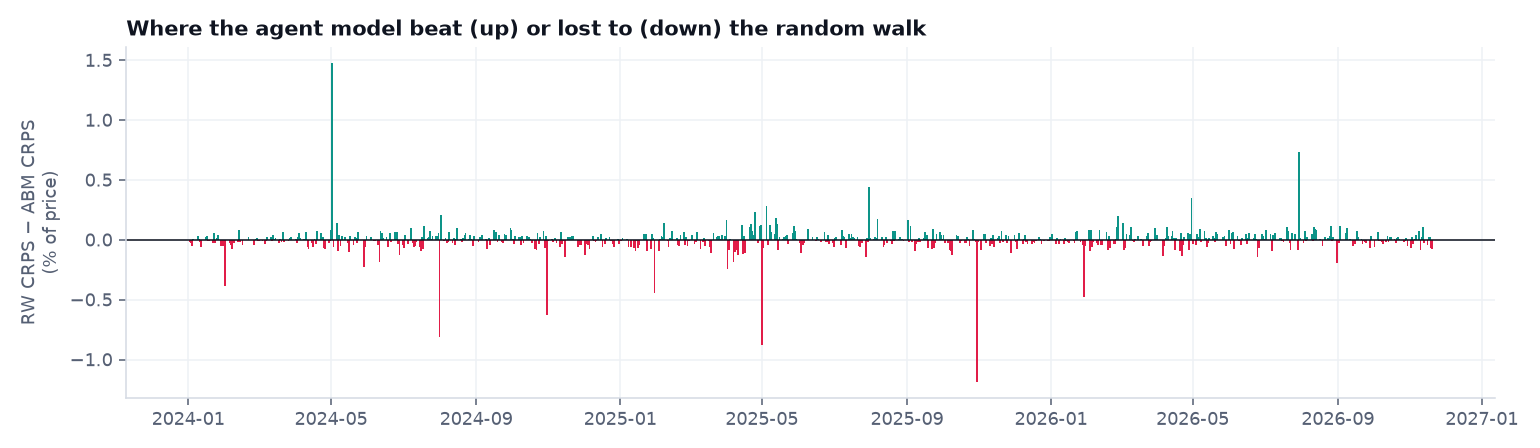 Where the agent model beat (up) or lost to (down) the random walk
RW CRPS − ABM CRPS
(% of price)
1.5
1.0
0.5
0.0
−0.5
−1.0
2024-01 2024-05 2024-09 2025-01 2025-05 2025-09 2026-01 2026-05 2026-09 2027-01